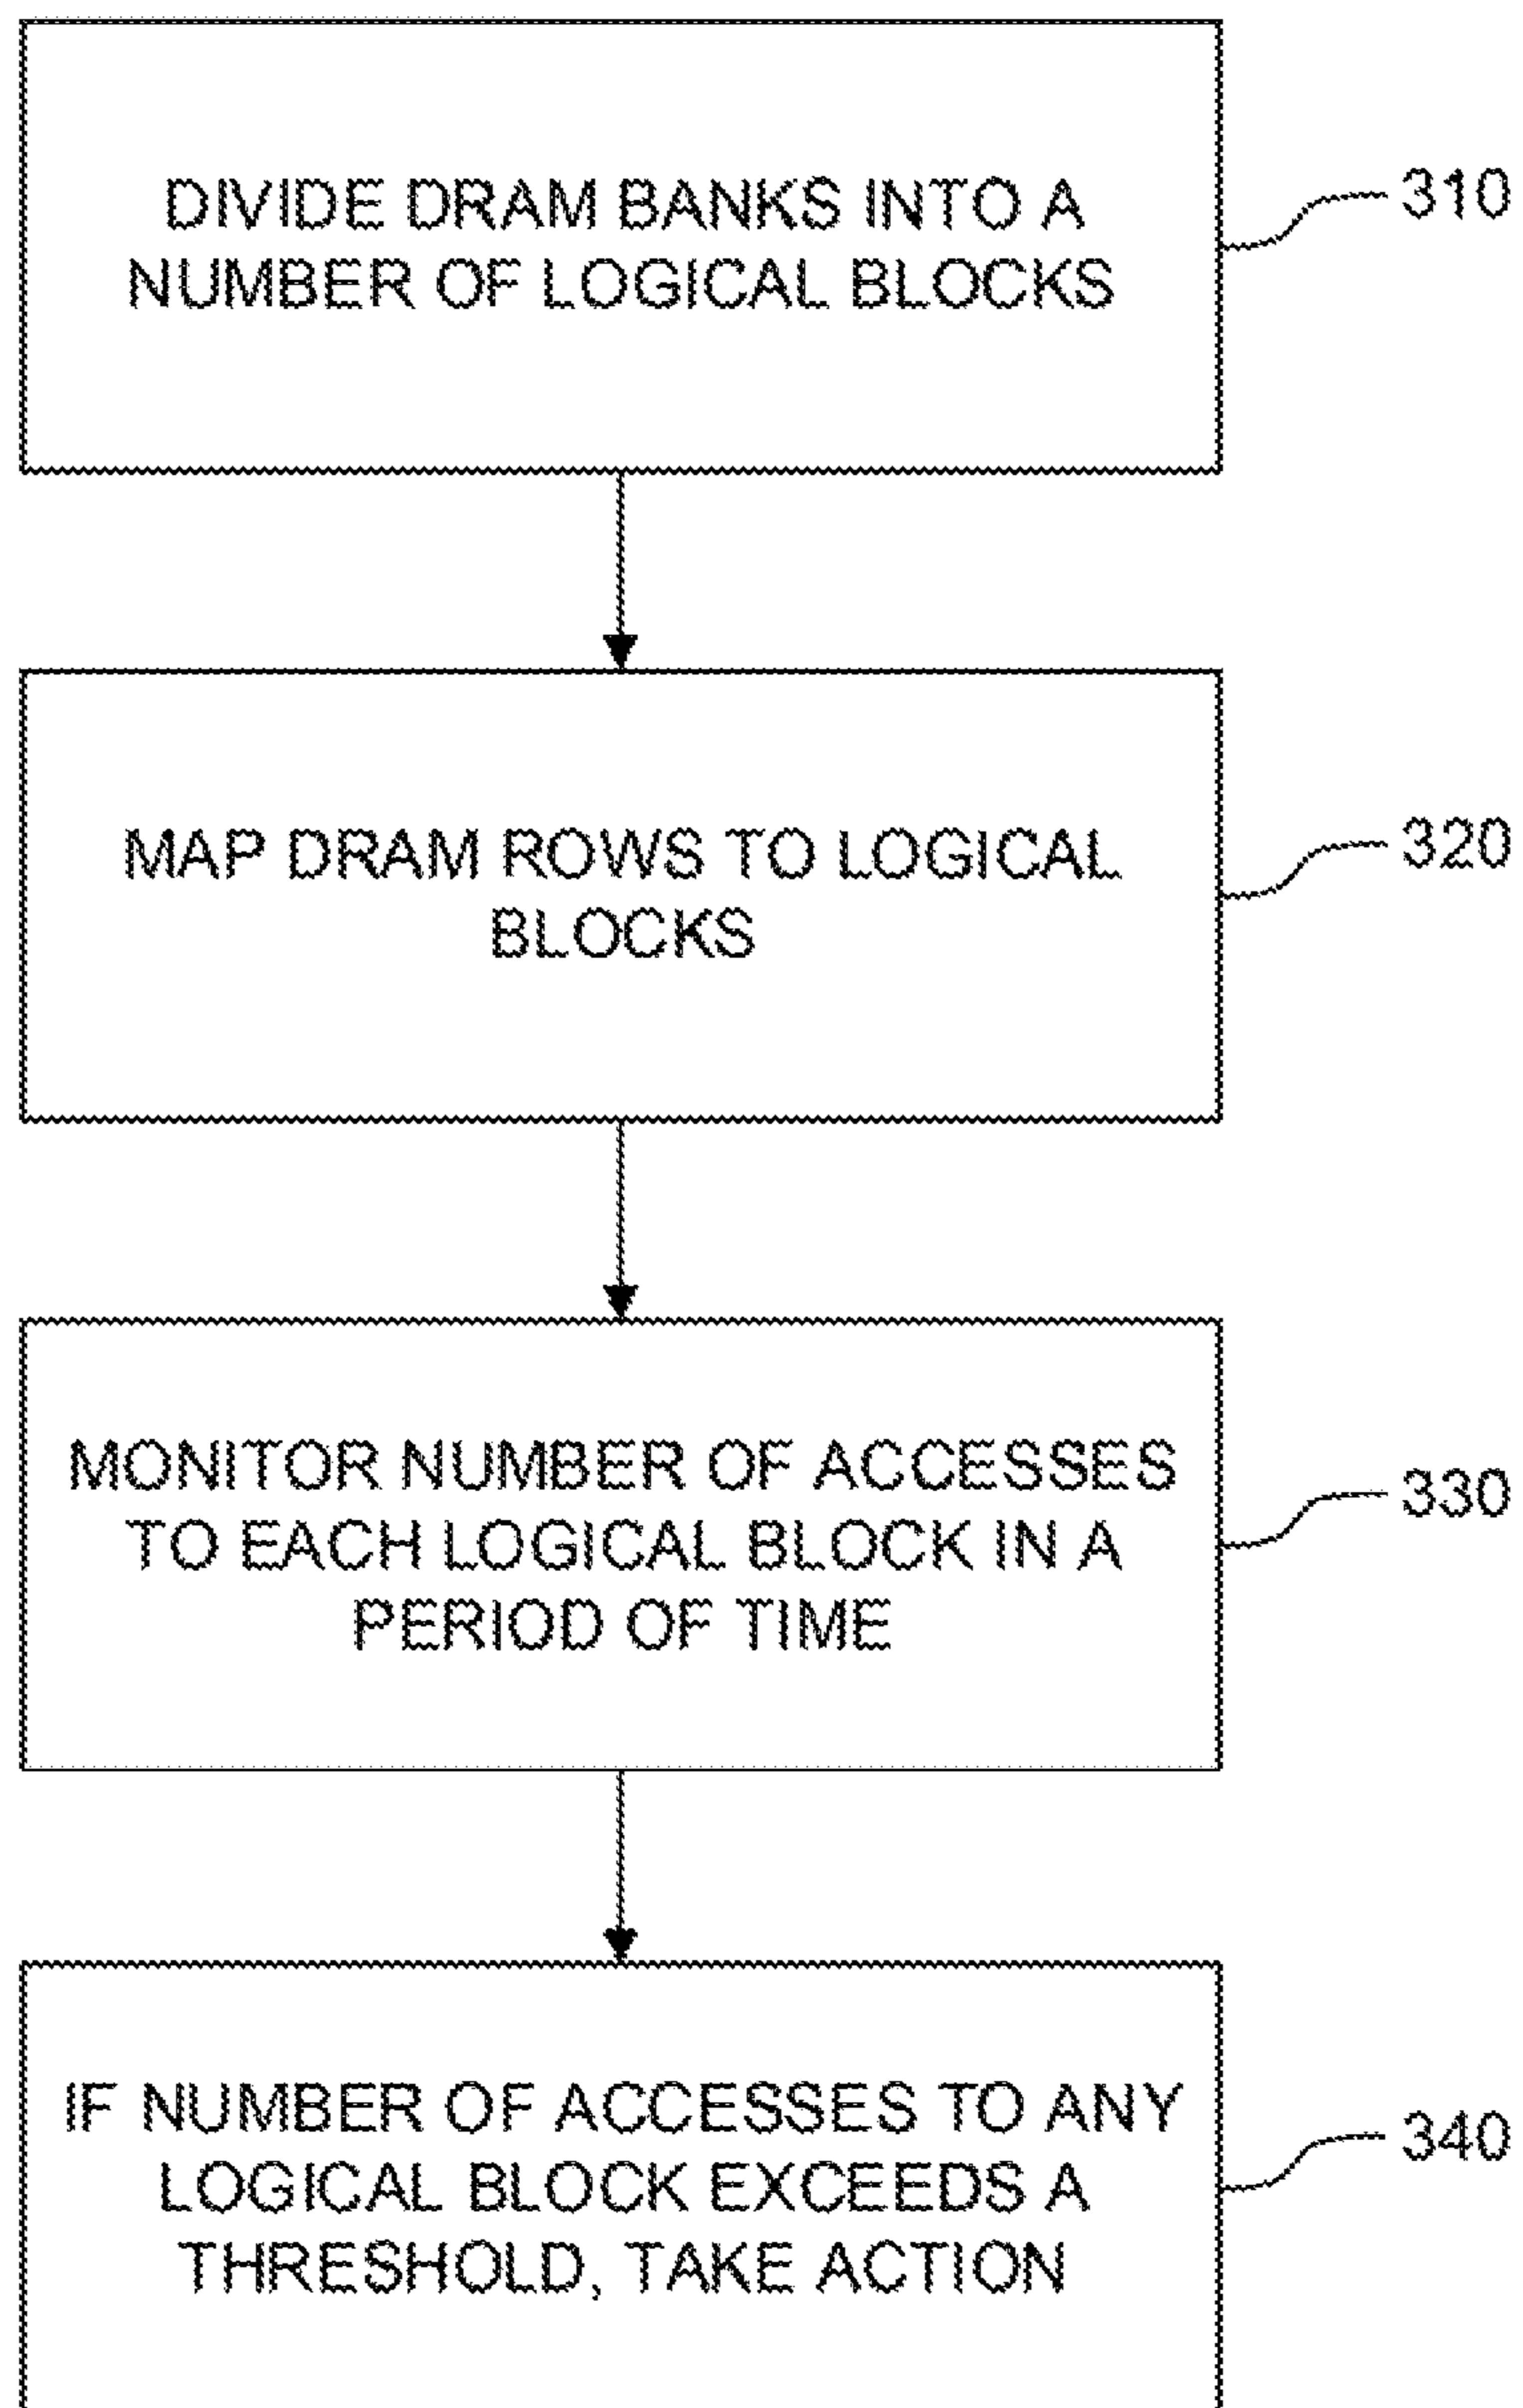 DIVIDE DRAM BANKS INTO A
NUMBER OF LOGICAL BLOCKS
310
MAP DRAM ROWS TO LOGICAL
BLOCKS
320
MONITOR NUMBER OF ACCESSES
TO EACH LOGICAL BLOCK IN A
PERIOD OF TIME
330
IF NUMBER OF ACCESSES TO ANY
LOGICAL BLOCK EXCEEDS A
THRESHOLD, TAKE ACTION
340